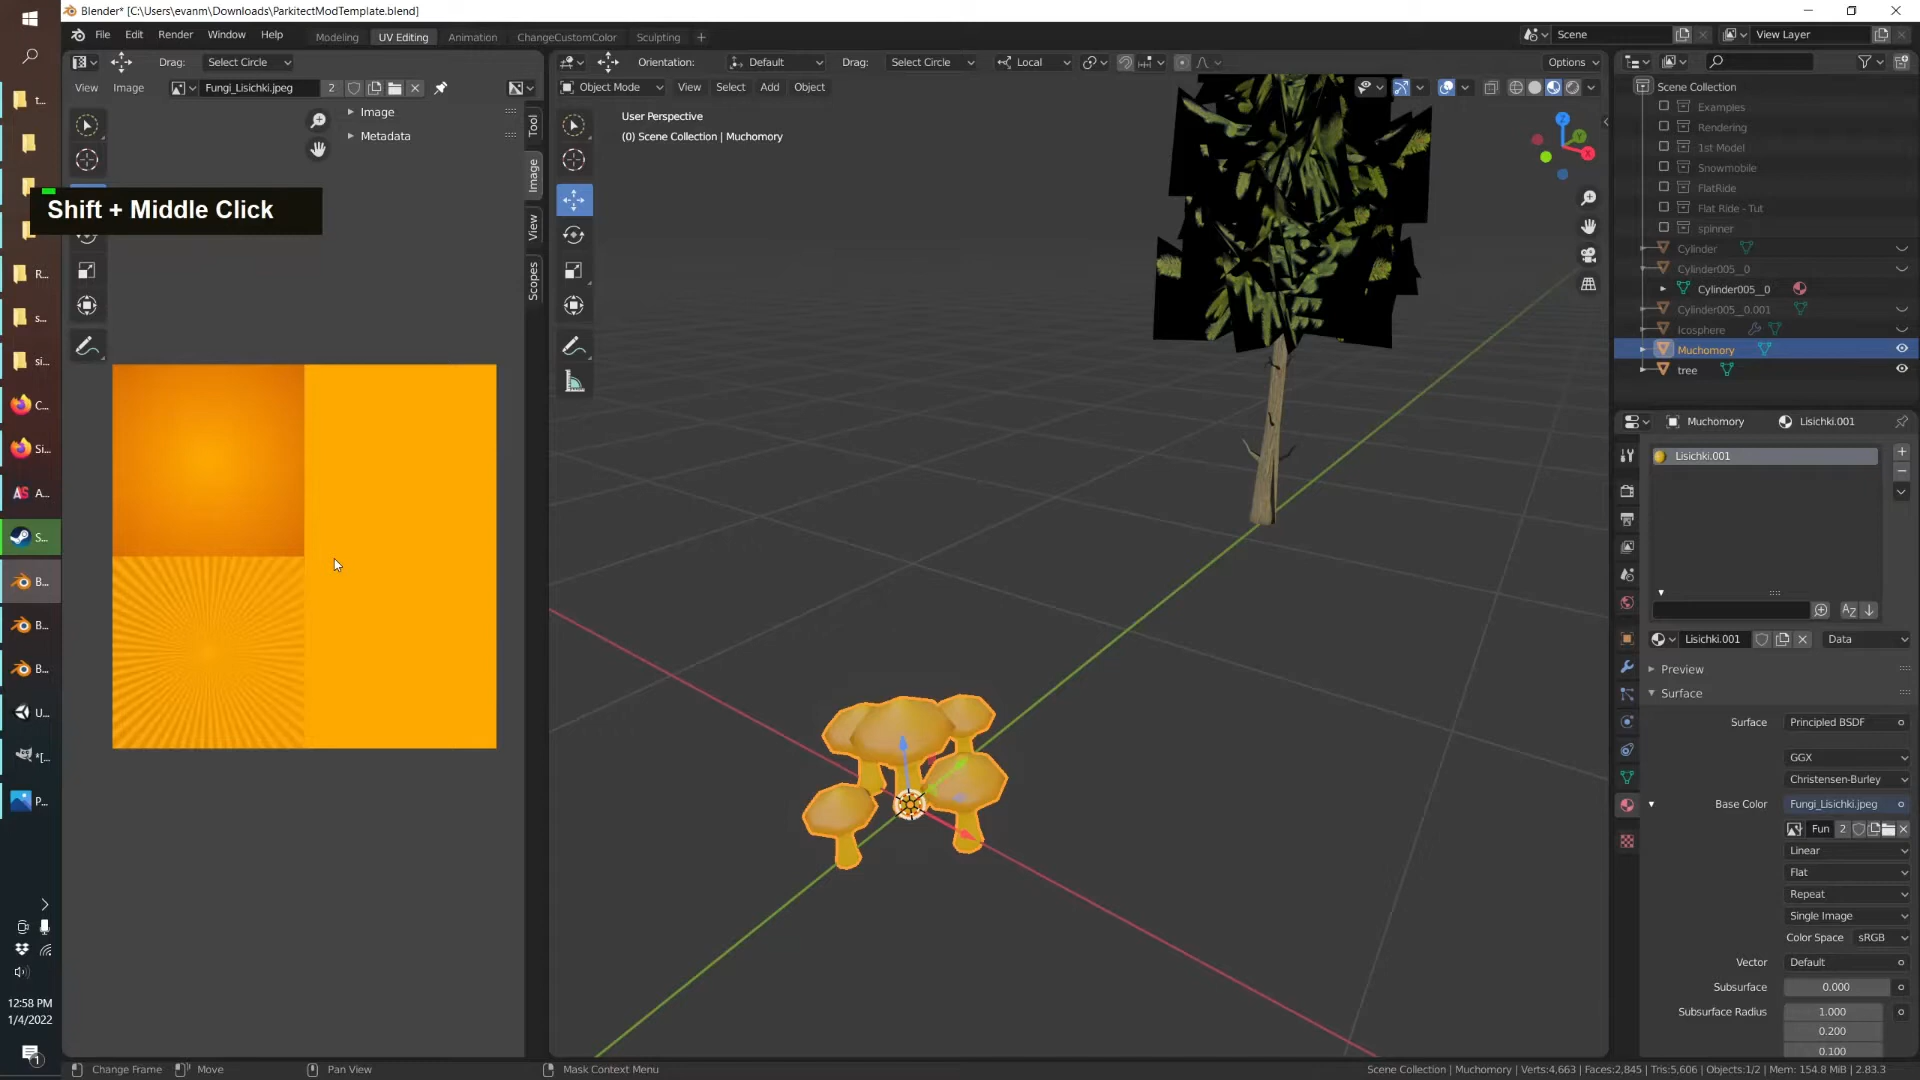 Blender* [C:\Users\evanm\Downloads\ParkitectModTemplate.blend]
File Edit Render Window Help
Modeling UV Editing Animation ChangeCustomColor Sculpting +
Scene
View Layer
Drag: Select Circle
Orientation: Default
Drag: Select Circle
Local
Options
View Image
Fungi_Lisichki.jpeg 2
Object Mode View Select Add Object
Image
Metadata
Tool
Image
View
Scopes
User Perspective
(0) Scene Collection | Muchomory
Shift + Middle Click
Z
Y
X
Scene Collection
Examples
Rendering
1st Model
Snowmobile
FlatRide
Flat Ride - Tut
spinner
Cylinder
Cylinder005__0
Cylinder005__0
Cylinder005__0.001
Icosphere
Muchomory
tree
Muchomory Lisichki.001
Lisichki.001
Lisichki.001 Data
Preview
Surface
Surface Principled BSDF
GGX
Christensen-Burley
Base Color Fungi_Lisichki.jpeg
Fun 2
Linear
Flat
Repeat
Single Image
Color Space sRGB
Vector Default
Subsurface 0.000
Subsurface Radius 1.000
0.200
0.100
t...
R...
s...
si...
C...
Si...
A...
S...
B...
B...
B...
U...
*[...
P...
12:58 PM
1/4/2022
1
Change Frame Move Pan View Mask Context Menu
Scene Collection | Muchomory | Verts:4,663 | Faces:2,845 | Tris:5,606 | Objects:1/2 | Mem: 154.8 MiB | 2.83.3